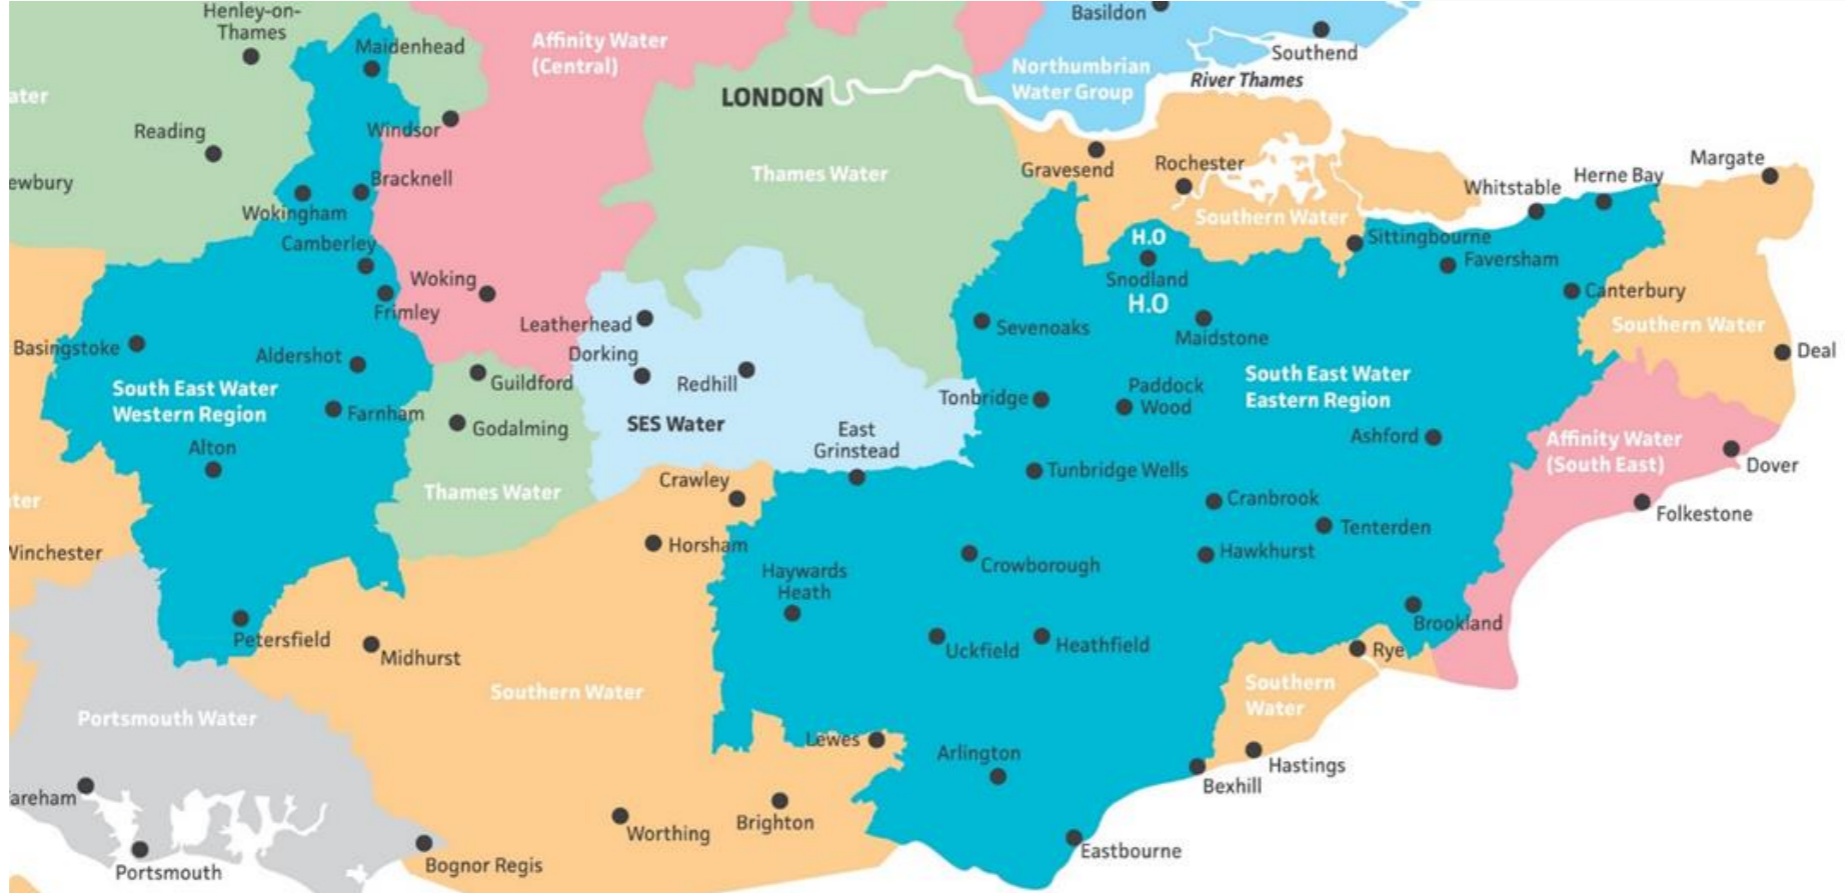 Henley-on-
Thames
Maidenhead
Affinity Water
(Central)
Basildon
Southend
Northumbrian
Water Group
River Thames
ater
LONDON
Reading
Windsor
Thames Water
Gravesend
Rochester
Margate
ewbury
Bracknell
Whitstable
Herne Bay
Wokingham
Southern Water
Camberley
H.O
Sittingbourne
Faversham
Woking
Snodland
Canterbury
Frimley
H.O
Leatherhead
Sevenoaks
Maidstone
Southern Water
Basingstoke
Aldershot
Dorking
Deal
Guildford
Redhill
South East Water
Western Region
Farnham
Tonbridge
Paddock
Wood
South East Water
Eastern Region
Godalming
SES Water
East
Grinstead
Ashford
Affinity Water
(South East)
Alton
Dover
Tunbridge Wells
Crawley
Thames Water
Cranbrook
ter
Folkestone
Tenterden
Winchester
Horsham
Hawkhurst
Crowborough
Haywards
Heath
Brookland
Petersfield
Midhurst
Uckfield
Heathfield
Rye
Southern Water
Southern
Water
Portsmouth Water
Lewes
Arlington
Hastings
Bexhill
areham
Worthing
Brighton
Eastbourne
Portsmouth
Bognor Regis